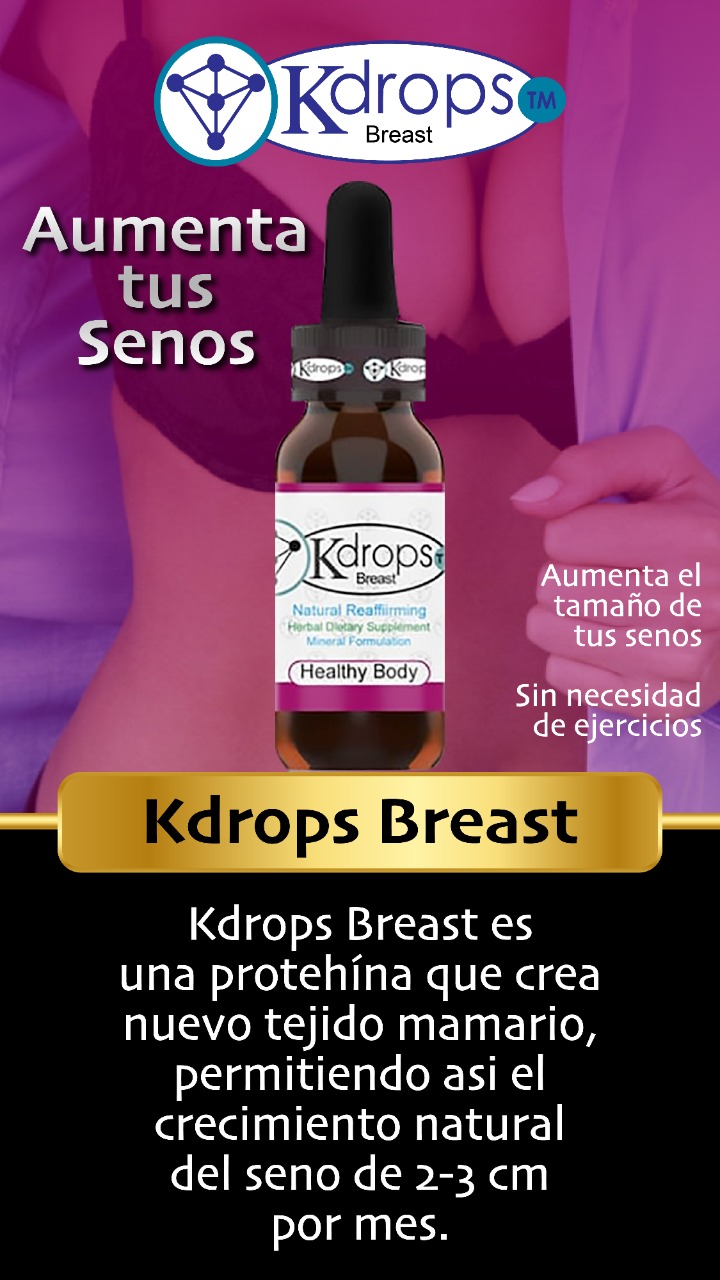 Kdrops TM
Breast
Aumenta
tus
Senos
Kdrops
Kdrops
Kdrops
Breast
Natural Reaffiirming
Herbal Dietary Supplement
Mineral Formulation
Healthy Body
Aumenta el
tamaño de
tus senos
Sin necesidad
de ejercicios
Kdrops Breast
Kdrops Breast es
una protehína que crea
nuevo tejido mamario,
permitiendo asi el
crecimiento natural
del seno de 2-3 cm
por mes.